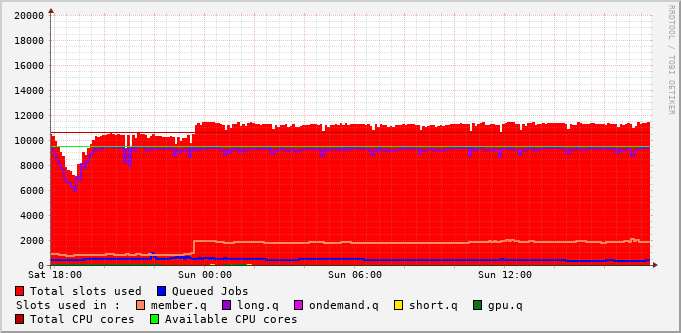 20000
18000
16000
14000
12000
10000
8000
6000
4000
2000
0
Sat 18:00 Sun 00:00 Sun 06:00 Sun 12:00
RRDTOOL / TOBI OETIKER
Total slots used Queued Jobs
Slots used in : member.q long.q ondemand.q short.q gpu.q
Total CPU cores Available CPU cores